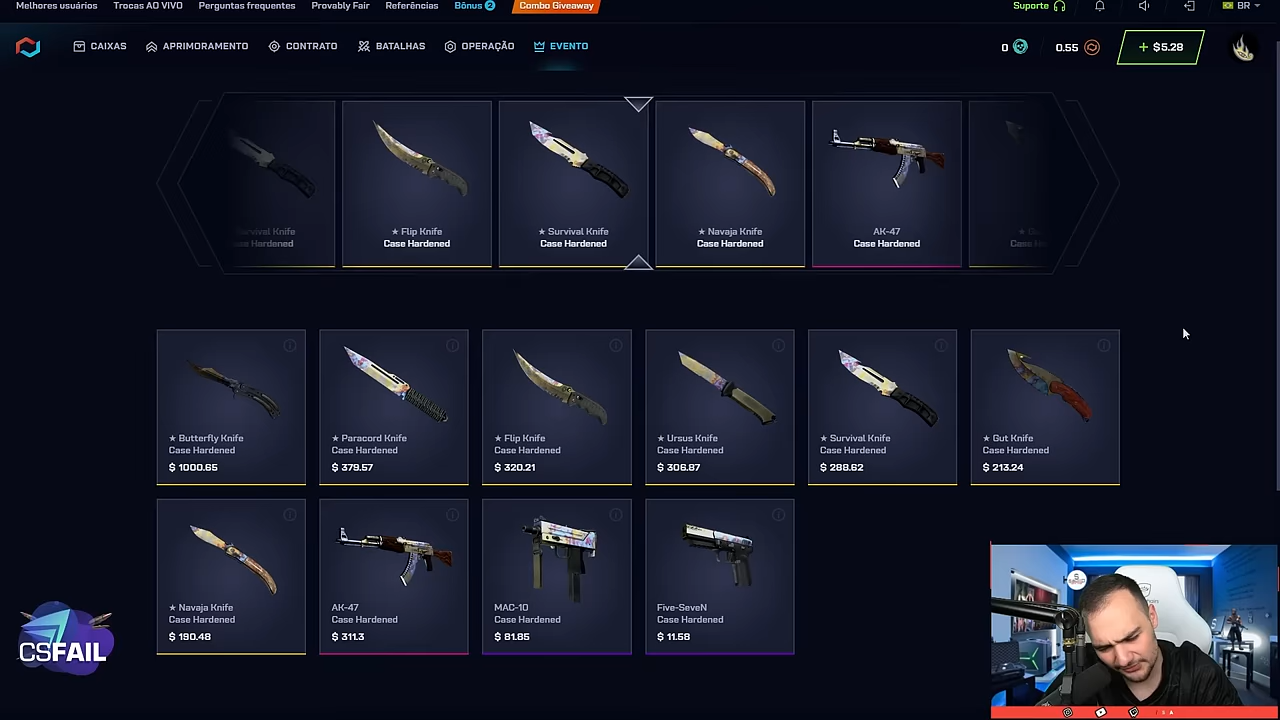 Melhores usuários Trocas AO VIVO Perguntas frequentes Provably Fair Referências Bônus 2 Combo Giveaway Suporte BR
CAIXAS APRIMORAMENTO CONTRATO BATALHAS OPERAÇÃO EVENTO 0 0.55 + $5.28
Survival Knife ★ Flip Knife ★ Survival Knife ★ Navaja Knife AK-47
Case Hardened Case Hardened Case Hardened Case Hardened Case Hardened
★ Butterfly Knife ★ Paracord Knife ★ Flip Knife ★ Ursus Knife ★ Survival Knife ★ Gut Knife
Case Hardened Case Hardened Case Hardened Case Hardened Case Hardened Case Hardened
$ 1000.65 $ 379.57 $ 320.21 $ 306.87 $ 288.62 $ 213.24
★ Navaja Knife AK-47 MAC-10 Five-SeveN
Case Hardened Case Hardened Case Hardened Case Hardened
$ 190.48 $ 311.3 $ 81.85 $ 11.58
CSFAIL